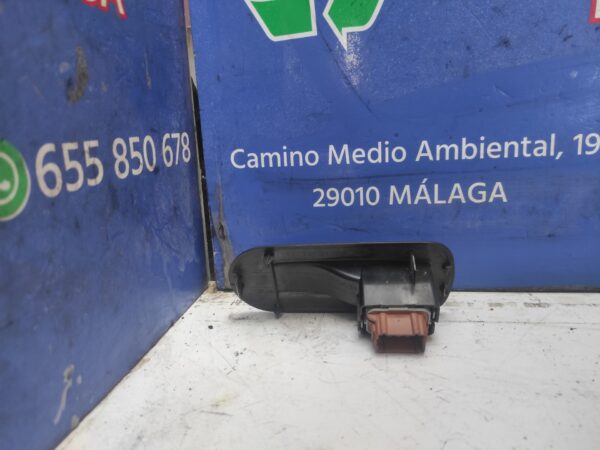 655 850 678
Camino Medio Ambiental, 19
29010 MÁLAGA